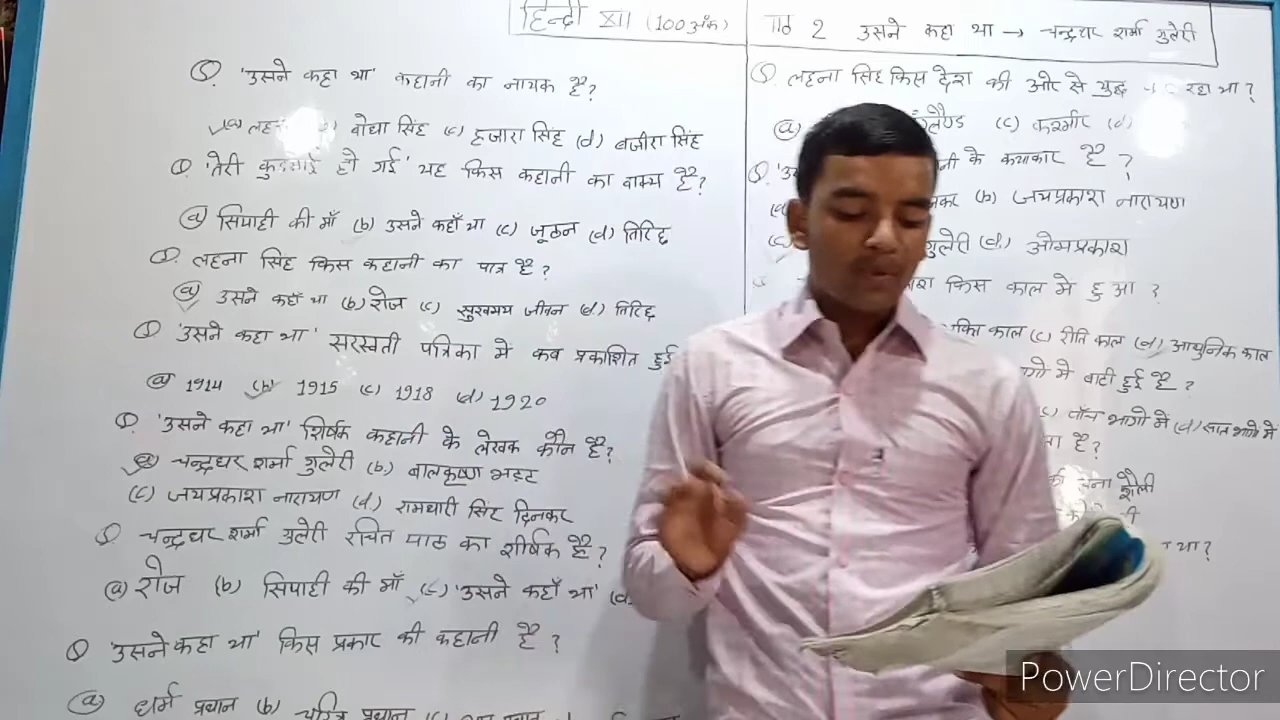 हिन्दी XII (100 अंक) पाठ 2 उसने कहा था → चन्द्रधर शर्मा गुलेरी
Q. 'उसने कहा था' कहानी का नायक है?
(b) बोधा सिंह (c) हजारा सिंह (d) वजीरा सिंह
Q. 'तेरी कुड़माई हो गई' यह किस कहानी का वाक्य है?
(a) सिपाही की माँ (b) उसने कहाँ था (c) जूठन (d) तिरिछ
Q. लहना सिंह किस कहानी का पात्र है?
(a) उसने कहाँ था (b) रोज (c) सुखमय जीवन (d) तिरिछ
Q 'उसने कहा था' सरस्वती पत्रिका में कब प्रकाशित हुई
(a) 1914 (b) 1915 (c) 1918 (d) 1920
Q. 'उसने कहा था' शिर्षक कहानी के लेखक कौन है?
(a) चन्द्रधर शर्मा गुलेरी (b) बालकृष्ण भट्ट
(c) जयप्रकाश नारायण (d) रामधारी सिंह दिनकर
Q. चन्द्रधर शर्मा गुलेरी रचित पाठ का शीर्षक है?
(a) रोज (b) सिपाही की माँ (c) 'उसने कहाँ था'
Q 'उसने कहा था' किस प्रकार की कहानी है?
(a) धर्म प्रधान (b) चरित्र प्रधान
Q. लहना सिंह किस देश की ओर से युद्ध रहा था?
(a) (c) कश्मीर (d)
Q. के कथाकार है?
(b) जयप्रकाश नारायण
गुलेरी (d) ओमप्रकाश
किस काल में हुआ?
काल (c) रीति काल (d) आधुनिक काल
में बाटी हुई है?
पाँच भागो में (d) सात भागो में
है?
शैली
था?
PowerDirector